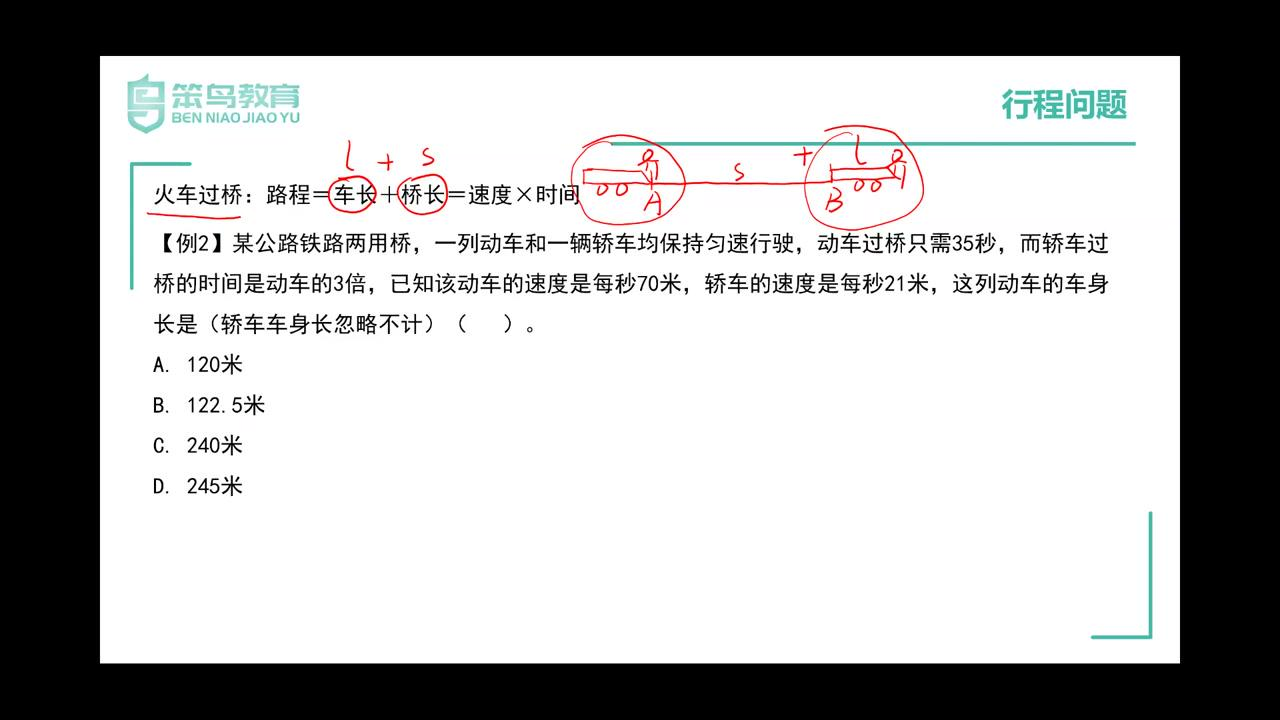 笨鸟教育
BEN NIAO JIAO YU
行程问题
l + s
火车过桥：路程＝车长＋桥长＝速度×时间
A s B + l
【例2】某公路铁路两用桥，一列动车和一辆轿车均保持匀速行驶，动车过桥只需35秒，而轿车过
桥的时间是动车的3倍，已知该动车的速度是每秒70米，轿车的速度是每秒21米，这列动车的车身
长是（轿车车身长忽略不计）（　　）。
A. 120米
B. 122.5米
C. 240米
D. 245米